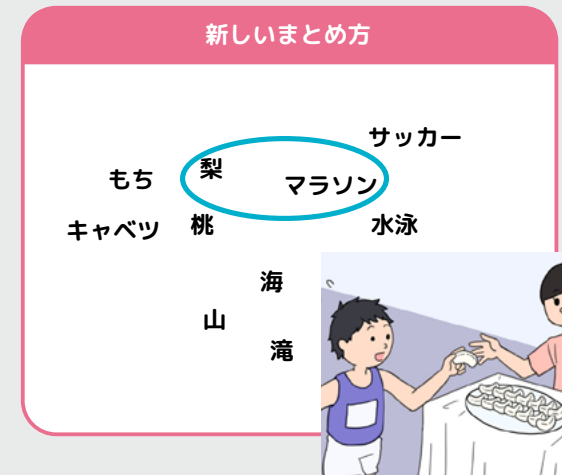 新しいまとめ方
サッカー
もち
梨
マラソン
キャベツ
桃
水泳
海
山
滝